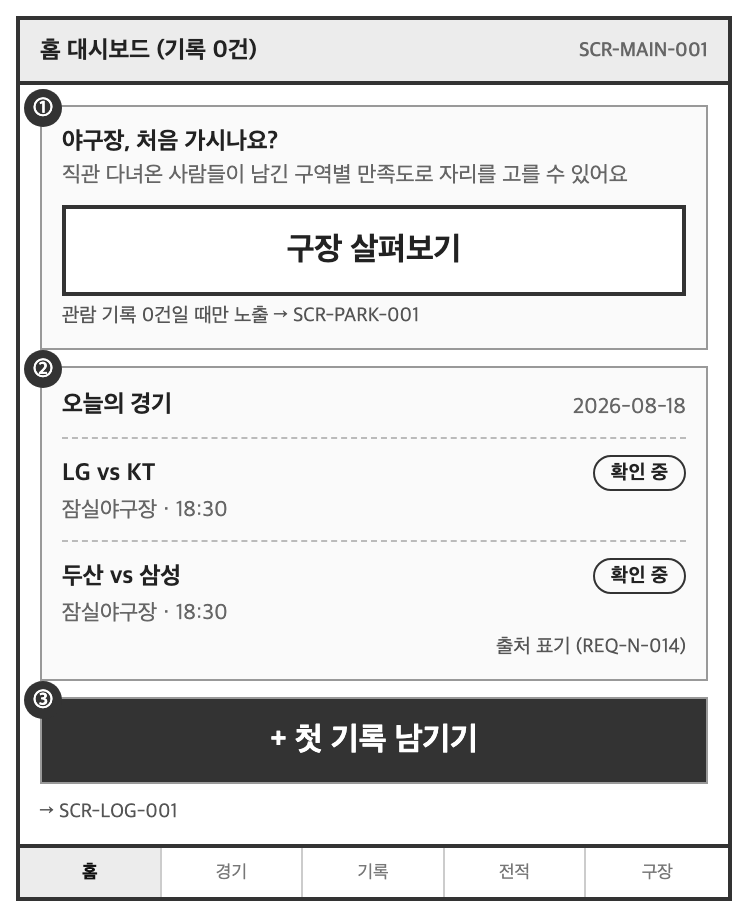 홈 대시보드 (기록 0건) SCR-MAIN-001
①
야구장, 처음 가시나요?
직관 다녀온 사람들이 남긴 구역별 만족도로 자리를 고를 수 있어요
구장 살펴보기
관람 기록 0건일 때만 노출 → SCR-PARK-001
②
오늘의 경기 2026-08-18
LG vs KT 확인 중
잠실야구장 · 18:30
두산 vs 삼성 확인 중
잠실야구장 · 18:30
출처 표기 (REQ-N-014)
③
+ 첫 기록 남기기
→ SCR-LOG-001
홈 경기 기록 전적 구장